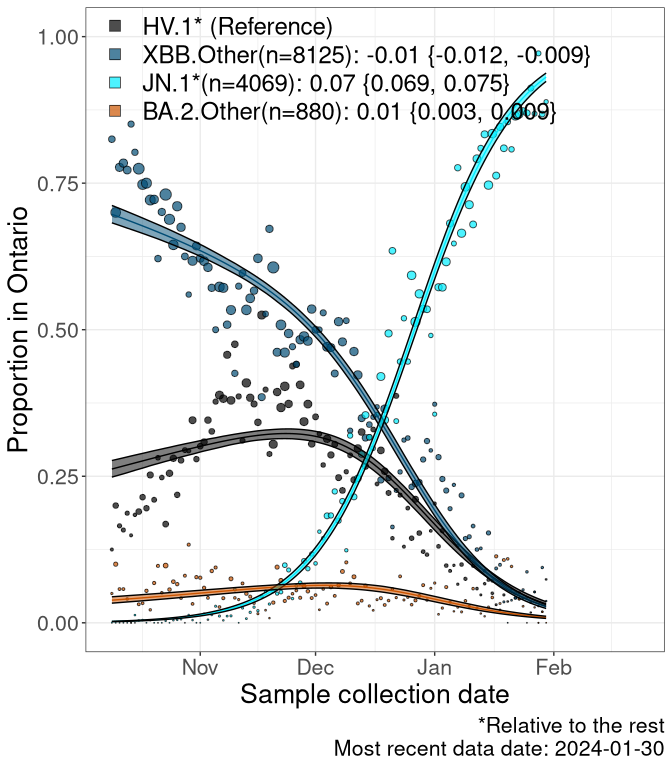 HV.1* (Reference)
XBB.Other(n=8125): -0.01 {-0.012, -0.009}
JN.1*(n=4069): 0.07 {0.069, 0.075}
BA.2.Other(n=880): 0.01 {0.003, 0.009}
1.00
0.75
0.50
0.25
0.00
Proportion in Ontario
Nov Dec Jan Feb
Sample collection date
*Relative to the rest
Most recent data date: 2024-01-30